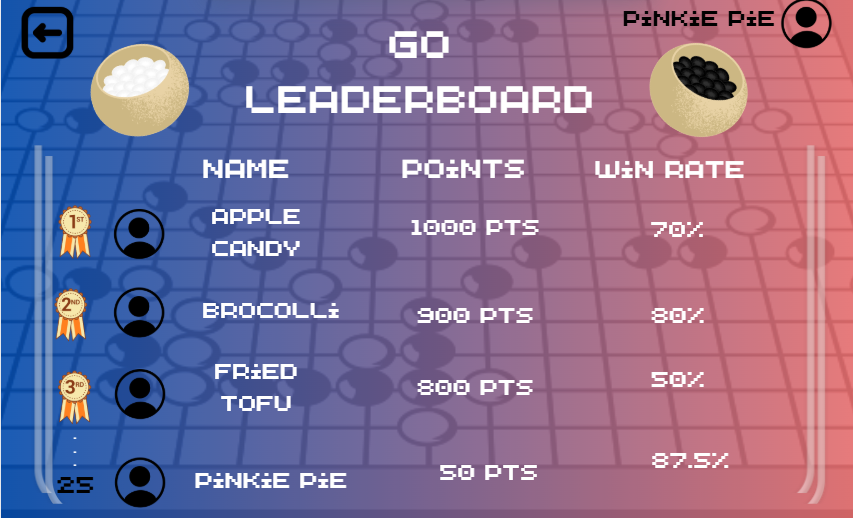 PiNKiE PiE
GO
LEADERBOARD
NAME POiNTS WiN RATE
1ST APPLE CANDY 1000 PTS 70%
2ND BROCOLLi 900 PTS 80%
3RD FRiED TOFU 800 PTS 50%
25 PiNKiE PiE 50 PTS 87.5%